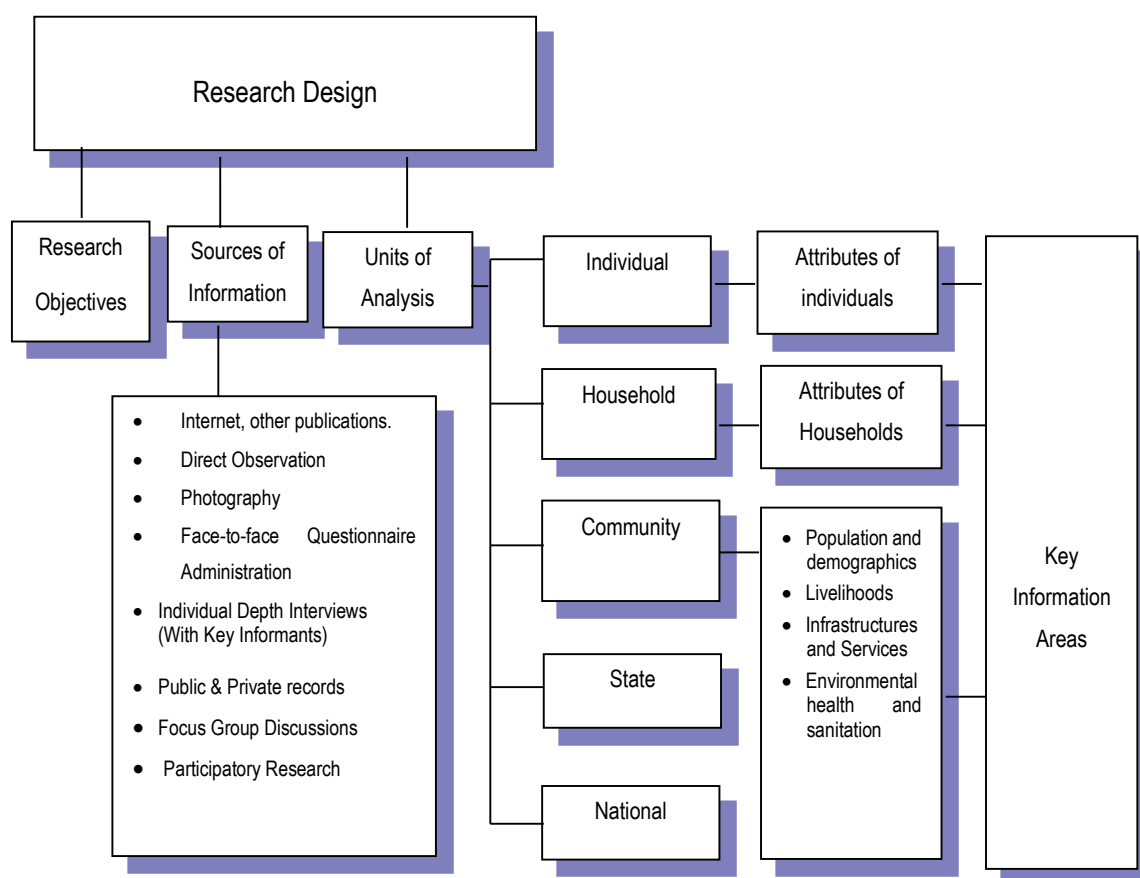 Research Design
Research
Objectives
Sources of
Information
Units of
Analysis
Individual
Attributes of
individuals
Household
Attributes of
Households
• Internet, other publications.
• Direct Observation
• Photography
• Face-to-face Questionnaire
Administration
• Individual Depth Interviews
(With Key Informants)
• Public & Private records
• Focus Group Discussions
• Participatory Research
Community
• Population and
demographics
• Livelihoods
• Infrastructures
and Services
• Environmental
health and
sanitation
State
National
Key
Information
Areas